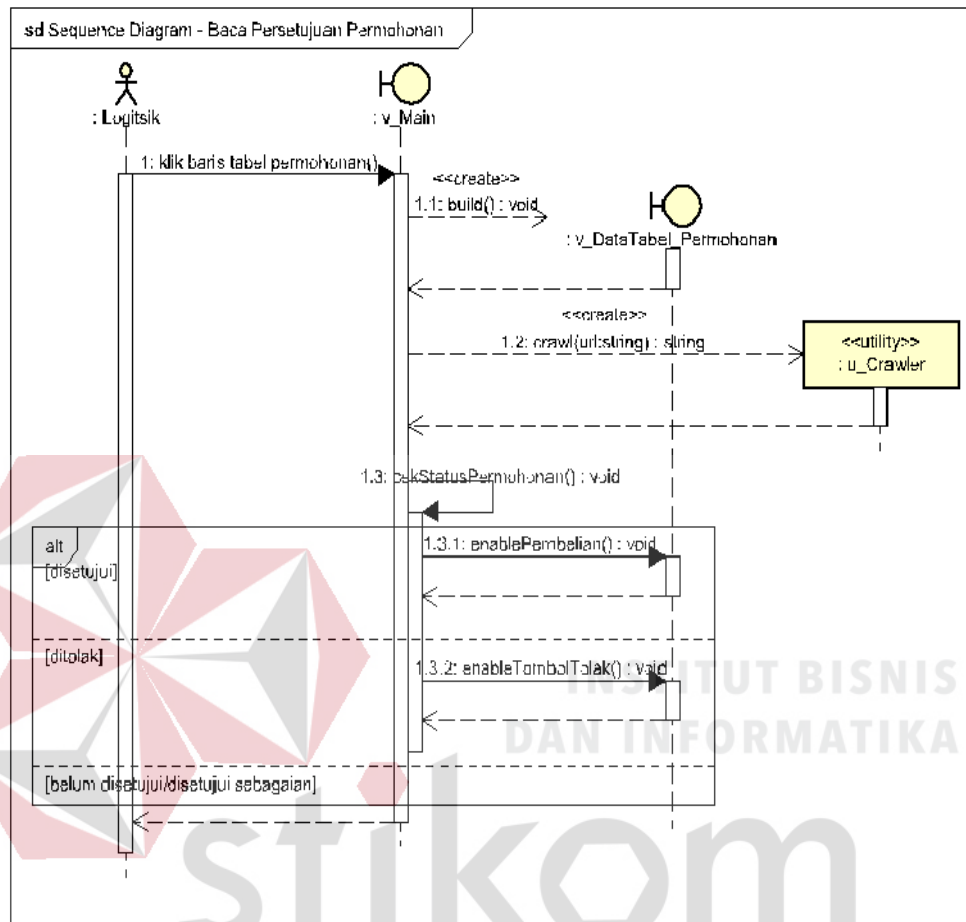 sd Sequence Diagram - Baca Persetujuan Permohonan
: Logitsik
: v_Main
1: klik baris tabel permohonan()
<<create>>
1.1: build() : void
: v_DataTabel_Permohonan
<<create>>
1.2: crawl(url:string) : string
<<utility>>
: u_Crawler
1.3: cekStatusPermohonan() : void
alt
1.3.1: enablePembelian() : void
[disetujui]
[ditolak]
1.3.2: enableTombolTolak() : void
INSTITUT BISNIS
DAN INFORMATIKA
[belum disetujui/disetujui sebagaian]
stikom